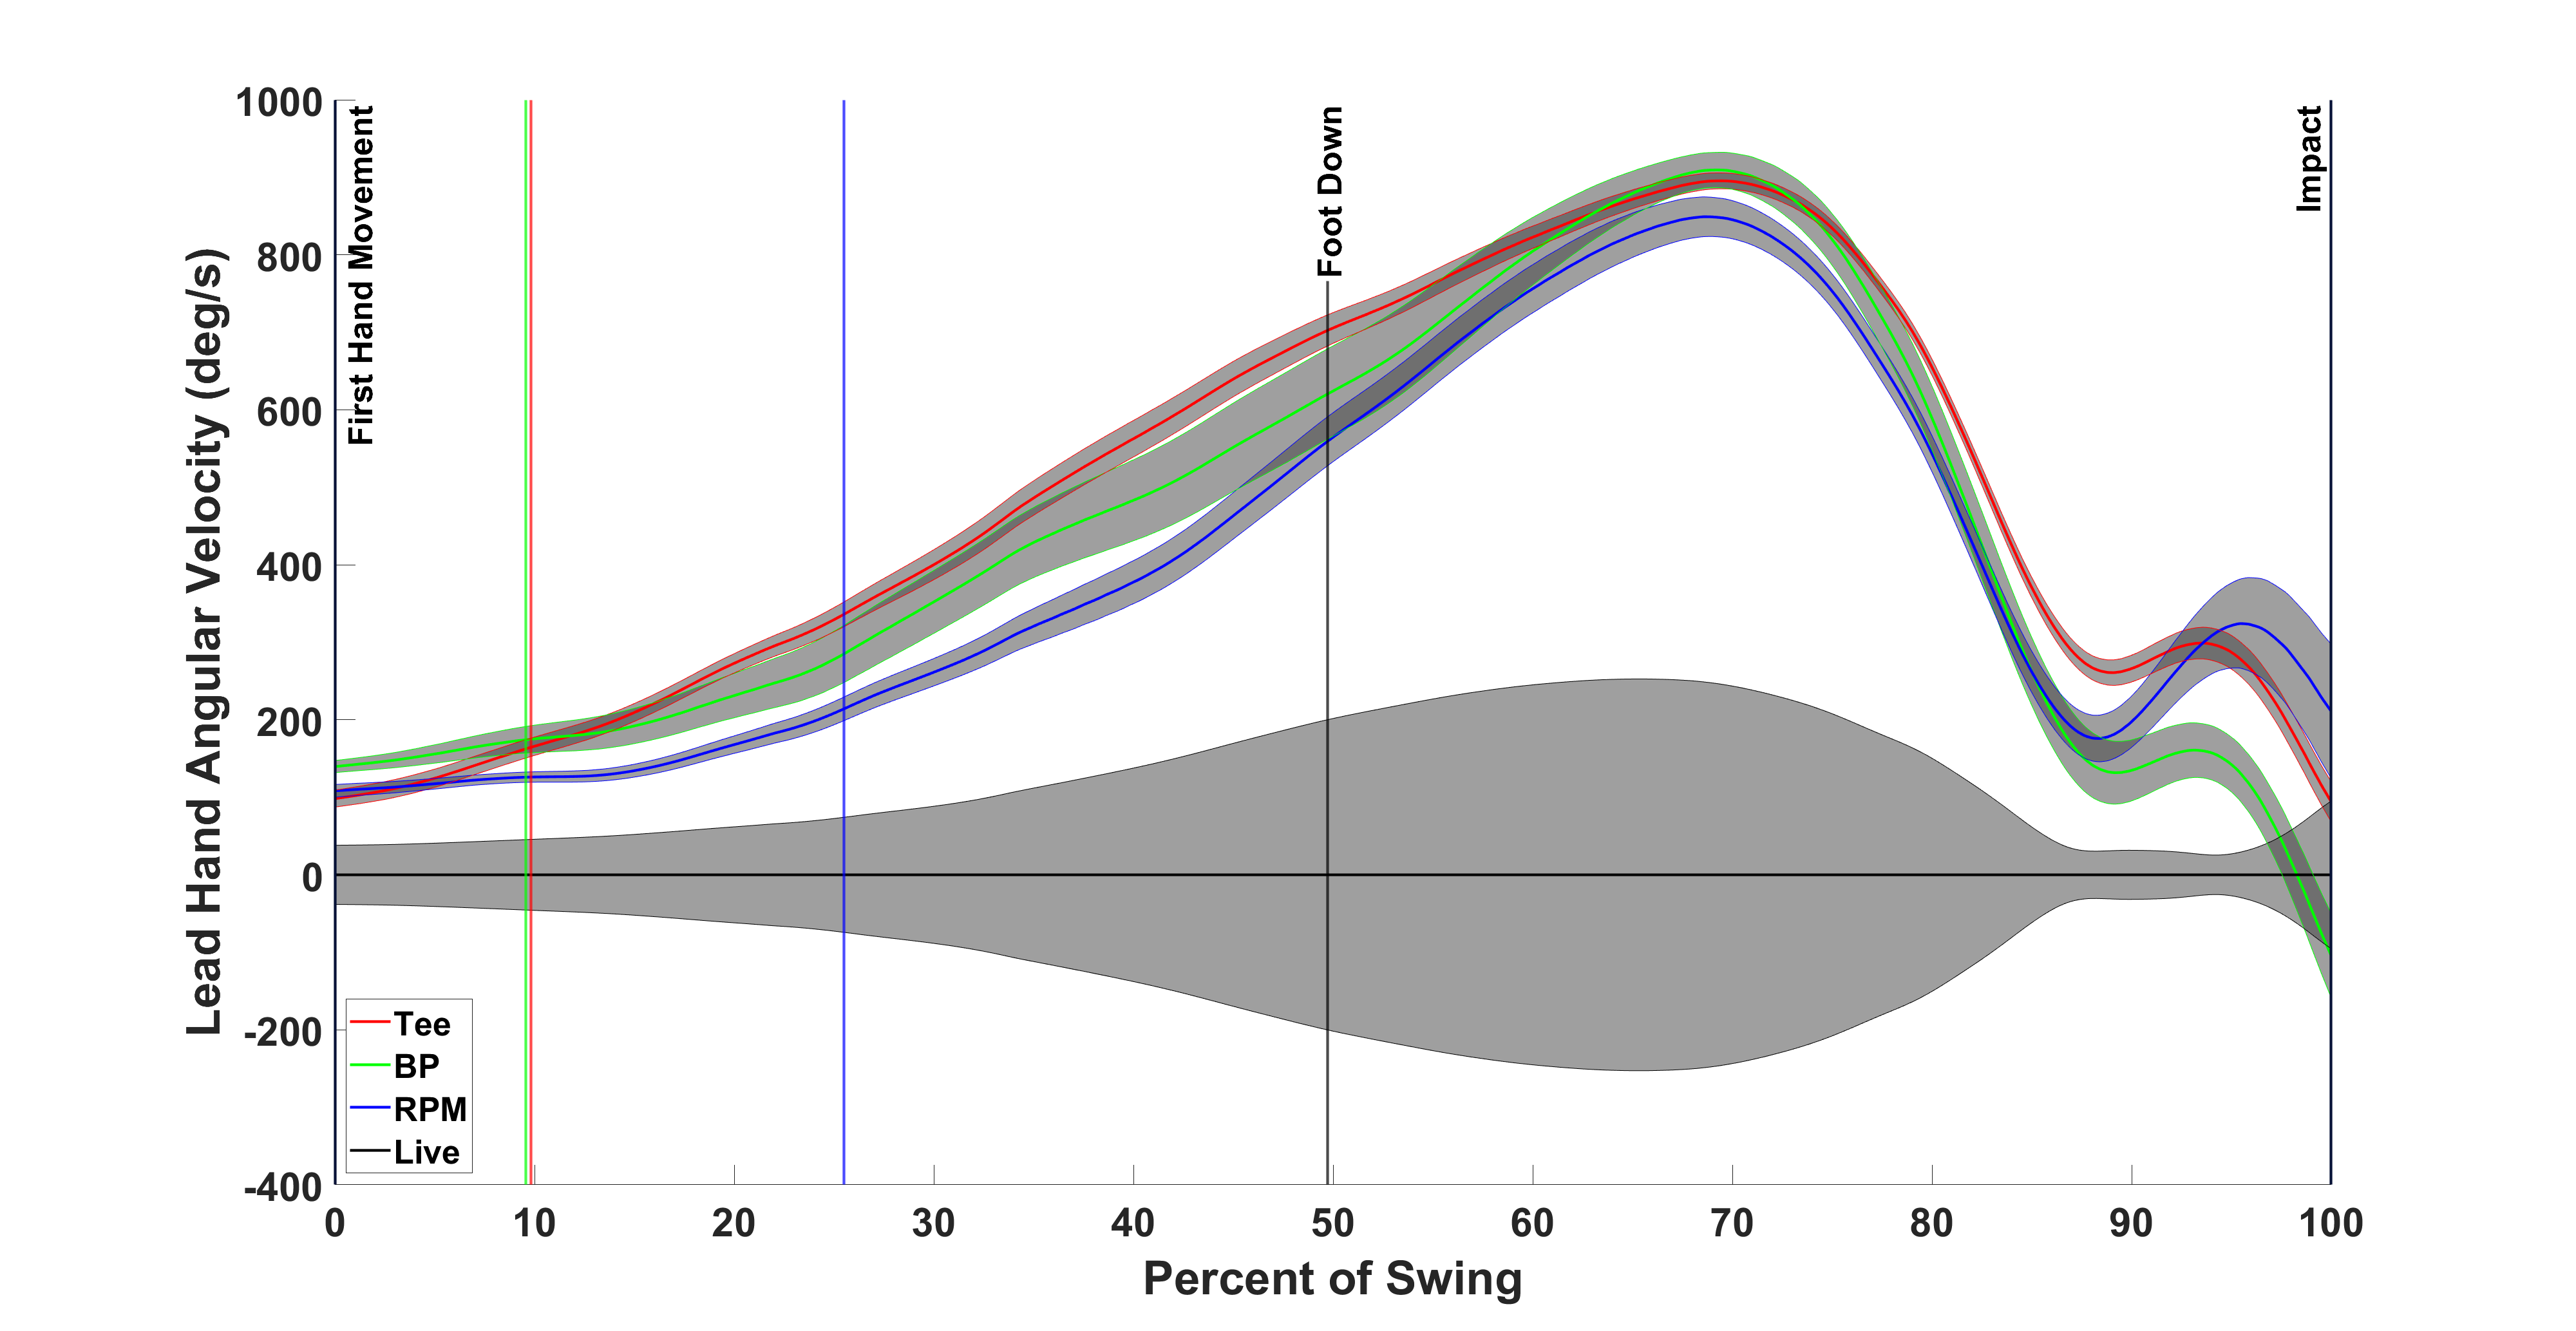 1000
800
600
400
200
0
-200
-400
Lead Hand Angular Velocity (deg/s)
First Hand Movement
Foot Down
Impact
Tee
BP
RPM
Live
0 10 20 30 40 50 60 70 80 90 100
Percent of Swing